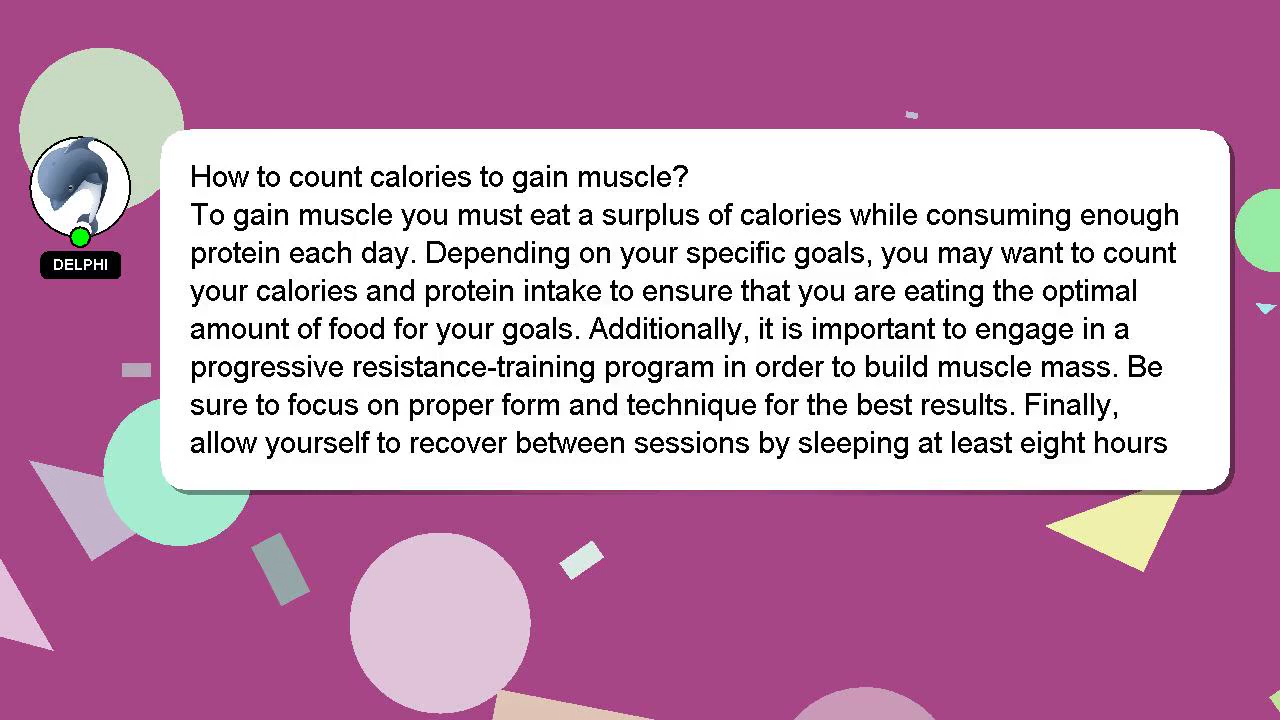 DELPHI
How to count calories to gain muscle?
To gain muscle you must eat a surplus of calories while consuming enough
protein each day. Depending on your specific goals, you may want to count
your calories and protein intake to ensure that you are eating the optimal
amount of food for your goals. Additionally, it is important to engage in a
progressive resistance-training program in order to build muscle mass. Be
sure to focus on proper form and technique for the best results. Finally,
allow yourself to recover between sessions by sleeping at least eight hours